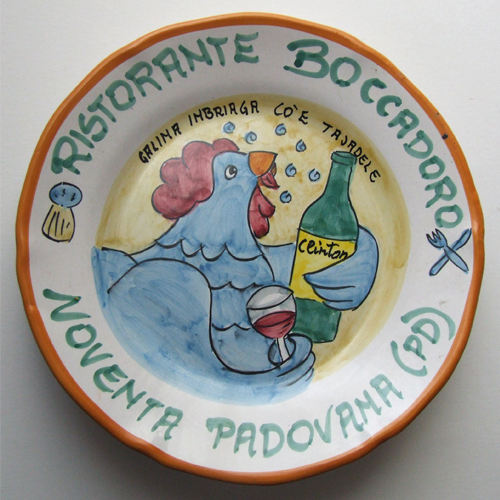 RISTORANTE BOCCADORO
GALINA INBRIAGA CO'E TAJADELE
Clinton
NOVENTA PADOVANA (PD)